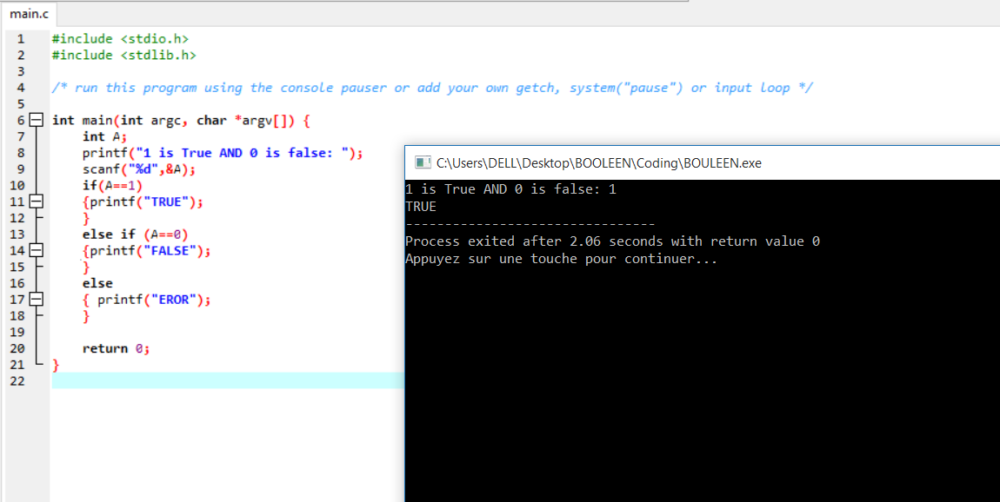 main.c
1 #include <stdio.h>
2 #include <stdlib.h>
3
4 /* run this program using the console pauser or add your own getch, system("pause") or input loop */
5
6 int main(int argc, char *argv[]) {
7 int A;
8 printf("1 is True AND 0 is false: ");
9 scanf("%d",&A);
10 if(A==1)
11 {printf("TRUE");
12 }
13 else if (A==0)
14 {printf("FALSE");
15 }
16 else
17 { printf("EROR");
18 }
19
20 return 0;
21 }
22
C:\Users\DELL\Desktop\BOOLEEN\Coding\BOULEEN.exe
1 is True AND 0 is false: 1
TRUE
--------------------------------
Process exited after 2.06 seconds with return value 0
Appuyez sur une touche pour continuer...